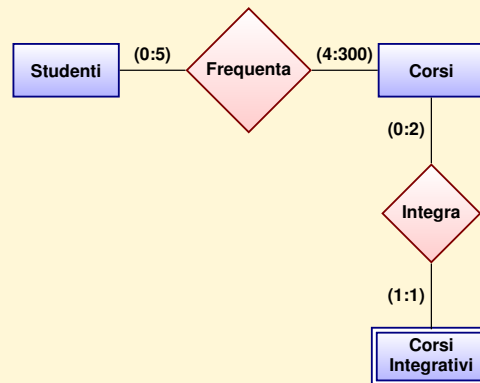 Studenti
(0:5)
Frequenta
(4:300)
Corsi
(0:2)
Integra
(1:1)
Corsi
Integrativi